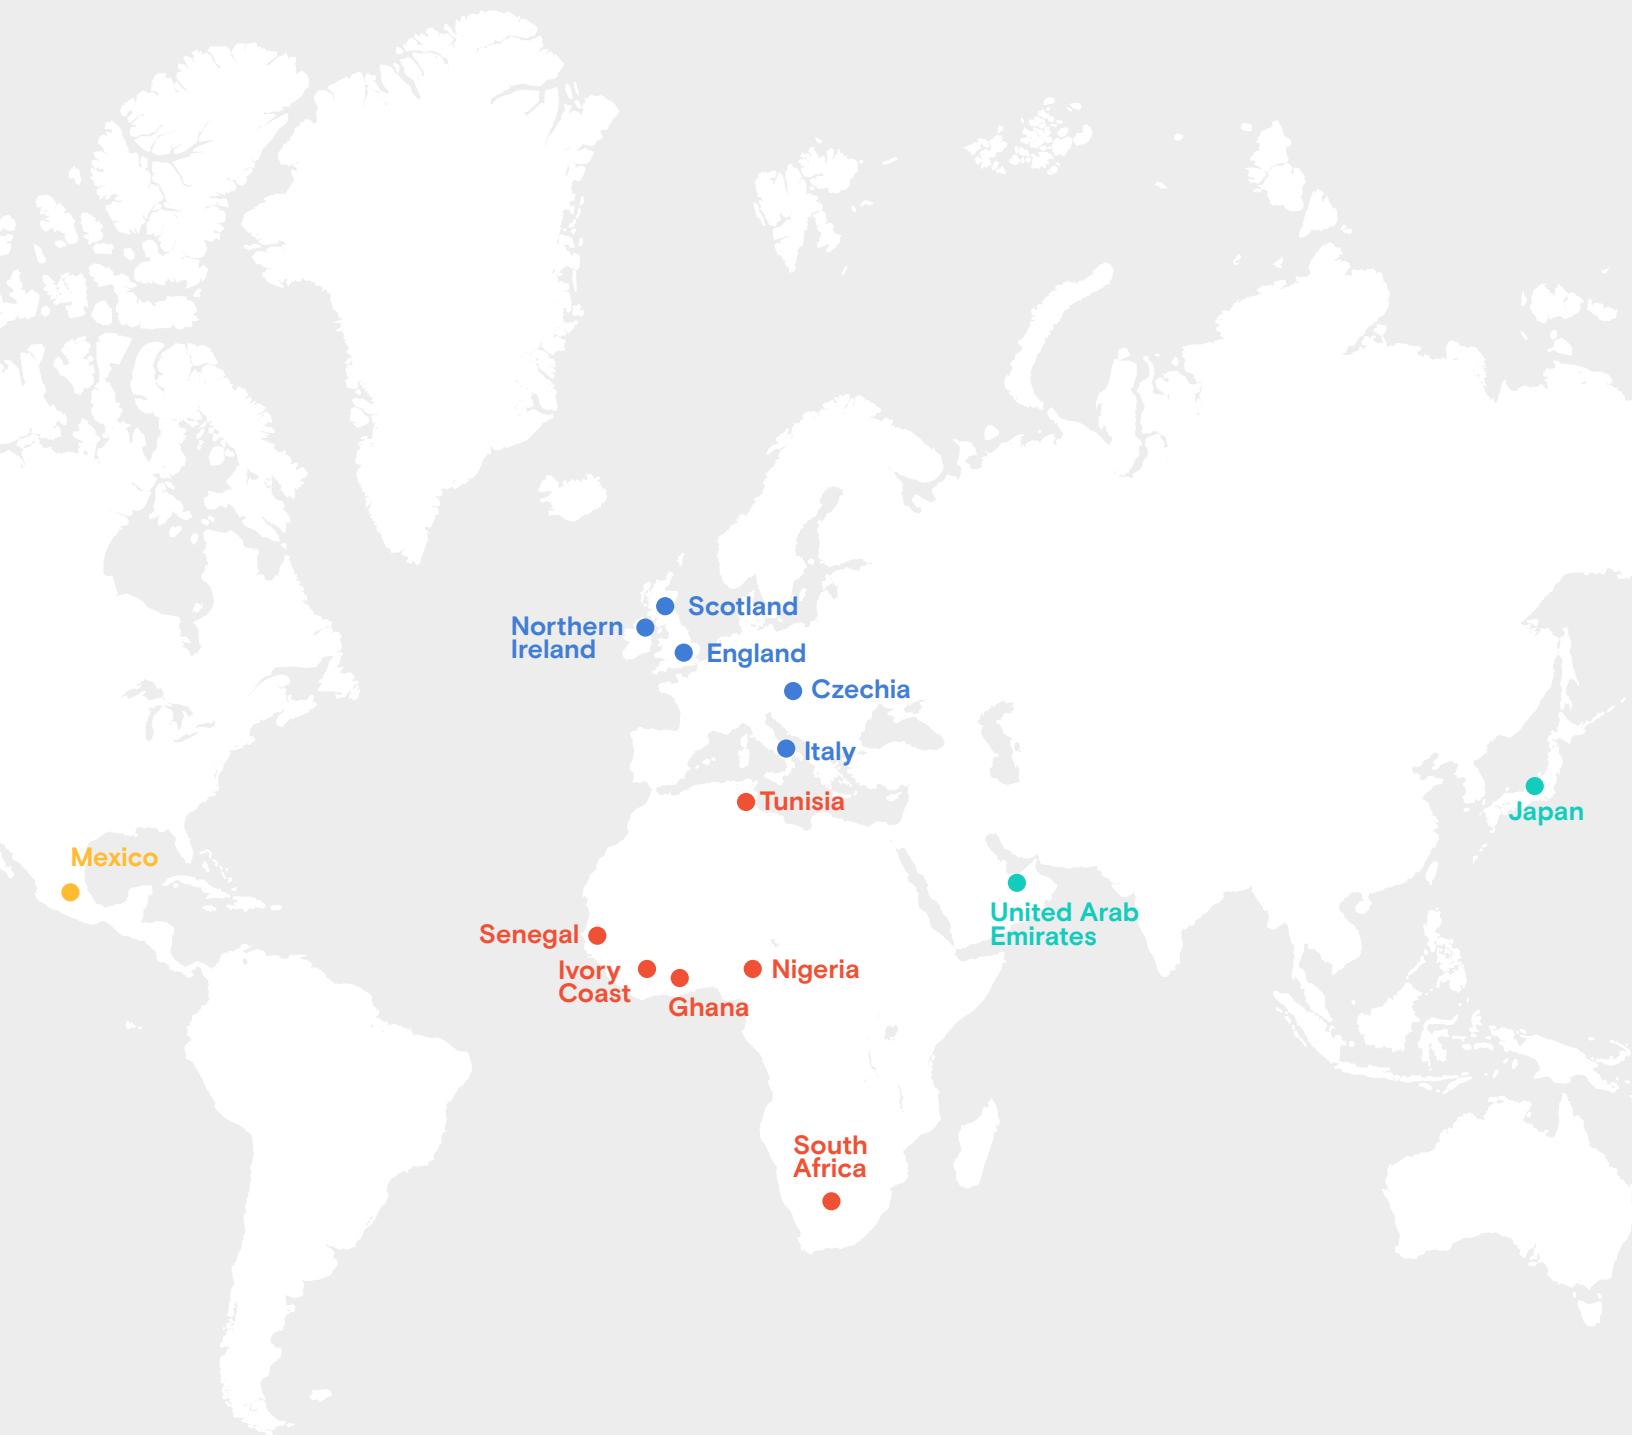 Scotland
Northern
Ireland
England
Czechia
Italy
Tunisia
Japan
Mexico
United Arab
Emirates
Senegal
Ivory
Coast
Nigeria
Ghana
South
Africa